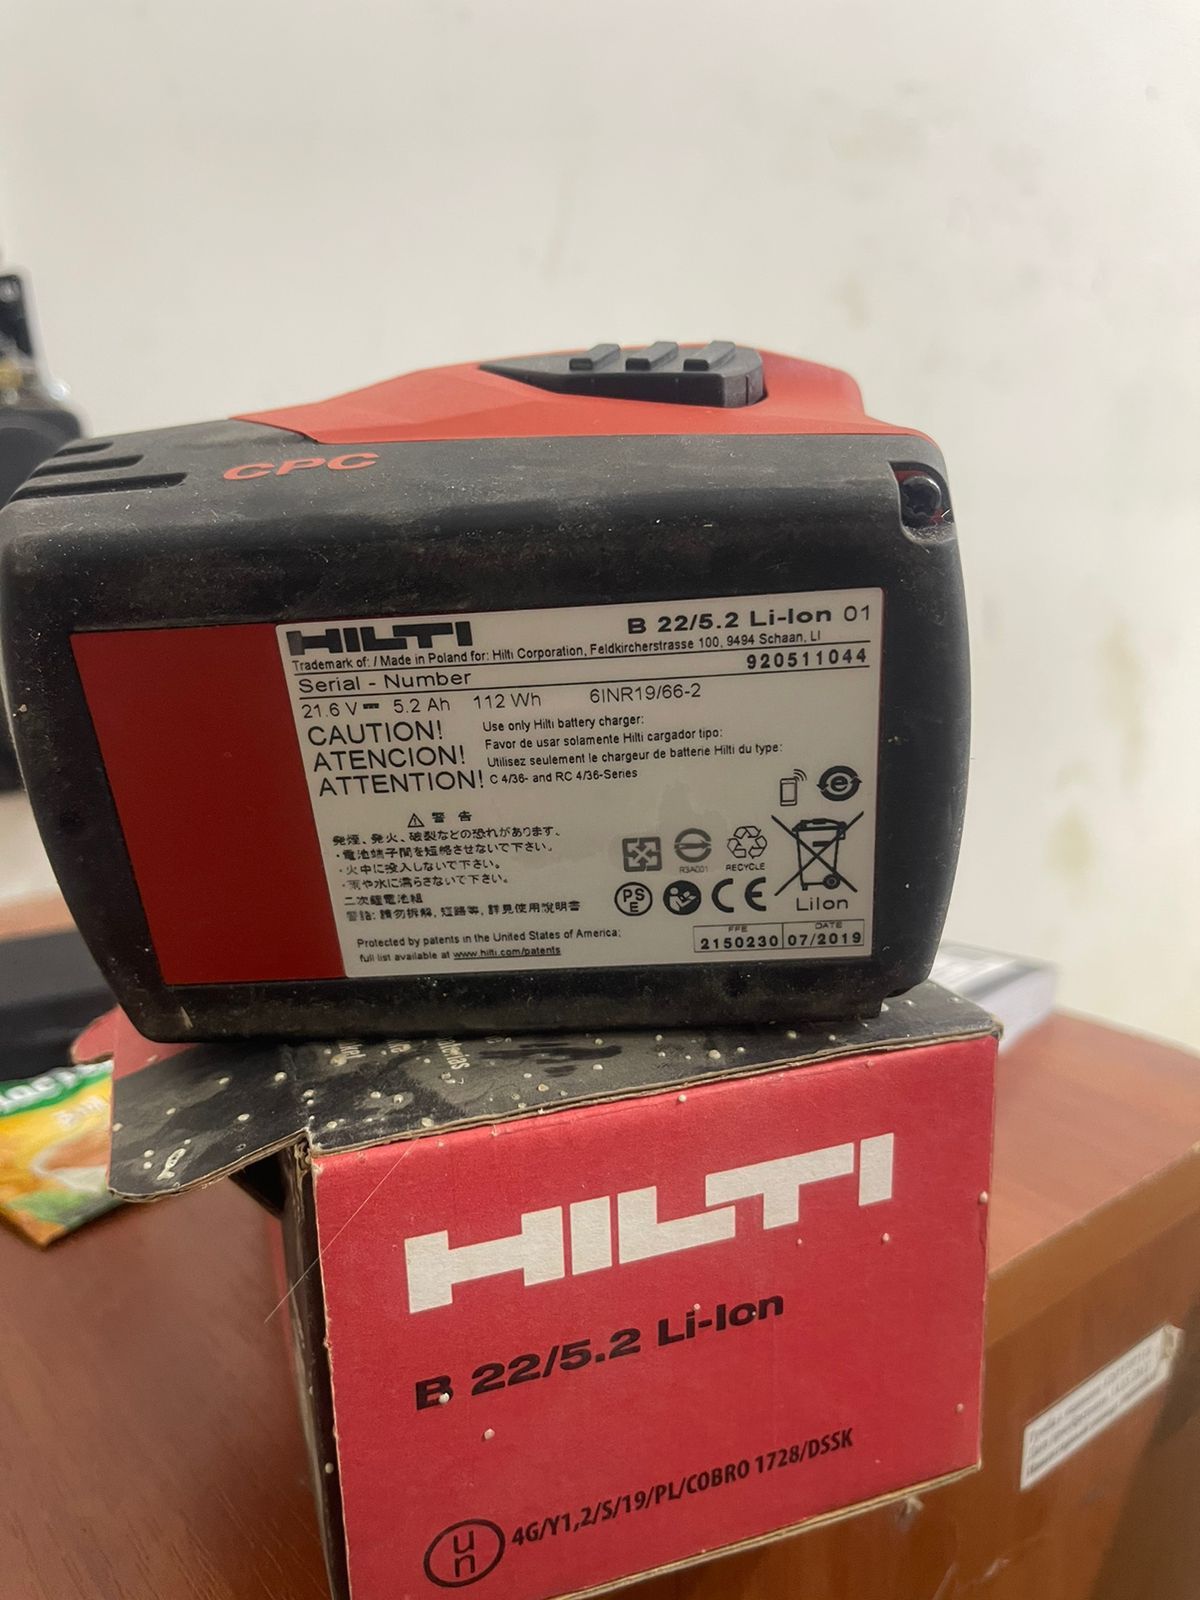 CPC
HILTI B 22/5.2 Li-Ion 01
Trademark of: / Made in Poland for: Hilti Corporation, Feldkircherstrasse 100, 9494 Schaan, LI
Serial - Number 920511044
21.6 V 5.2 Ah 112 Wh 6INR19/66-2
CAUTION! Use only Hilti battery charger:
ATENCION! Favor de usar solamente Hilti cargador tipo:
ATTENTION! Utilisez seulement le chargeur de batterie Hilti du type:
C 4/36- and RC 4/36-Series
警告
発煙、発火、破裂などの恐れがあります、
・電池端子間を短絡させないで下さい。
・火中に投入しないで下さい。
・雨や水に濡らさないで下さい。
二次鋰電池組
警語: 請勿拆解, 短路等, 詳見使用說明書
R3A001
RECYCLE
PS
E
CE
LiIon
Protected by patents in the United States of America:
full list available at www.hilti.com/patents
PPE DATE
2150230 07/2019
HILTI
B 22/5.2 Li-Ion
un 4G/Y1,2/S/19/PL/COBRO 1728/DSSK